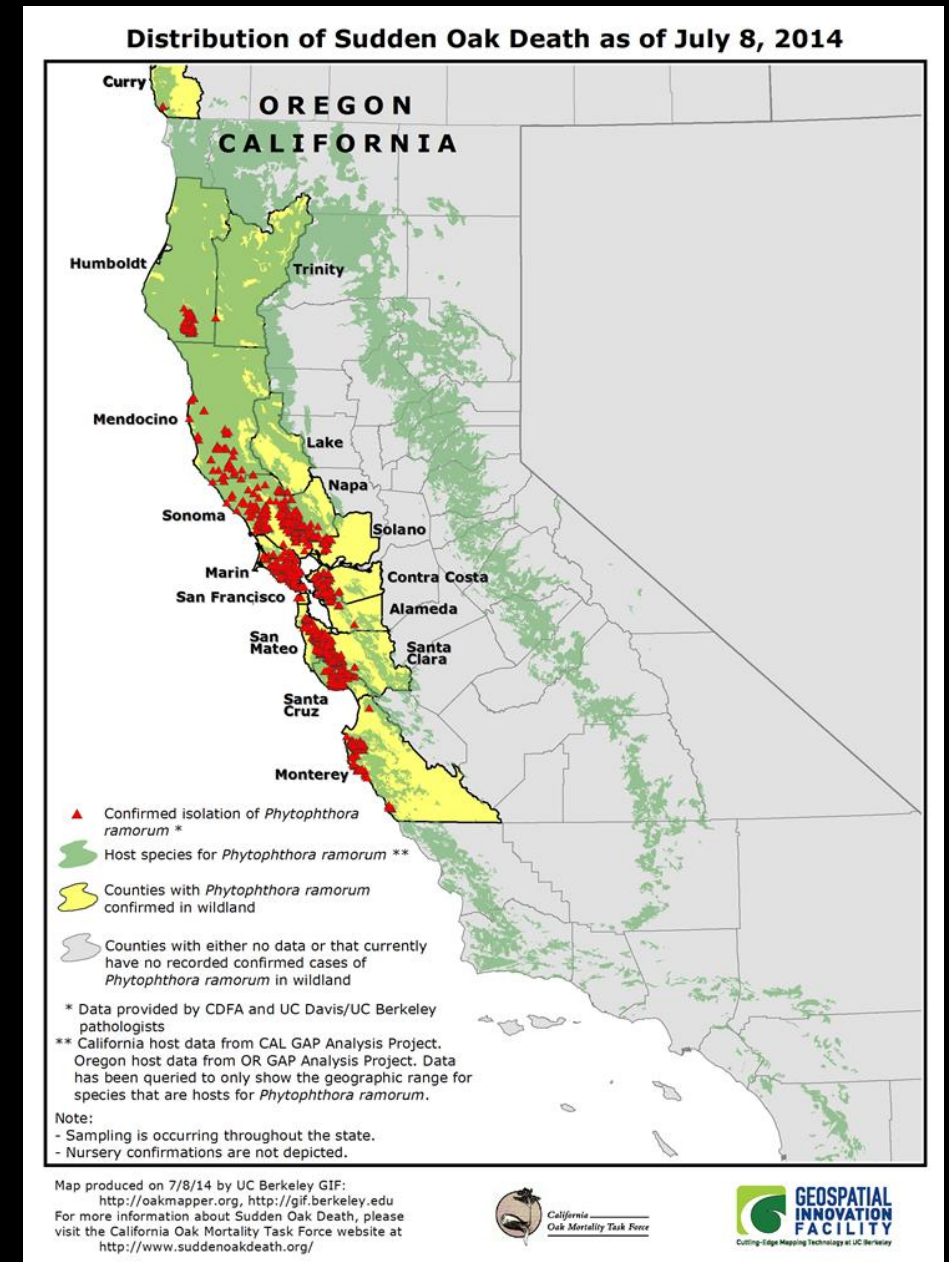 Distribution of Sudden Oak Death as of July 8, 2014
Curry
OREGON
CALIFORNIA
Humboldt
Trinity
Mendocino
Lake
Napa
Sonoma
Solano
Marin
Contra Costa
San Francisco
Alameda
San
Mateo
Santa
Clara
Santa
Cruz
Monterey
Confirmed isolation of Phytophthora
ramorum *
Host species for Phytophthora ramorum **
Counties with Phytophthora ramorum
confirmed in wildland
Counties with either no data or that currently
have no recorded confirmed cases of
Phytophthora ramorum in wildland
* Data provided by CDFA and UC Davis/UC Berkeley
pathologists
** California host data from CAL GAP Analysis Project.
Oregon host data from OR GAP Analysis Project. Data
has been queried to only show the geographic range for
species that are hosts for Phytophthora ramorum.
Note:
- Sampling is occurring throughout the state.
- Nursery confirmations are not depicted.
Map produced on 7/8/14 by UC Berkeley GIF:
http://oakmapper.org, http://gif.berkeley.edu
For more information about Sudden Oak Death, please
visit the California Oak Mortality Task Force website at
http://www.suddenoakdeath.org/
California
Oak Mortality Task Force
GEOSPATIAL
INNOVATION
FACILITY
Cutting-Edge Mapping Technology at UC Berkeley